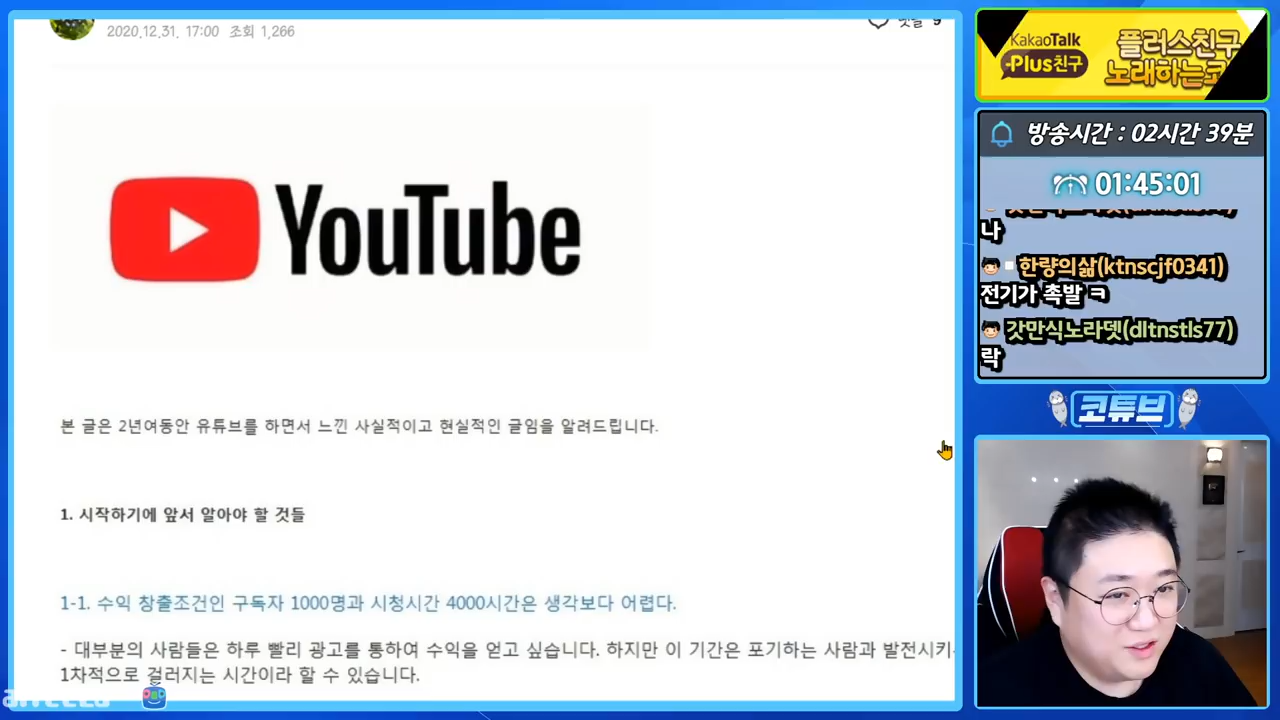 2020.12.31. 17:00 조회 1,266
댓글 9
YouTube
본 글은 2년여동안 유튜브를 하면서 느낀 사실적이고 현실적인 글임을 알려드립니다.
1. 시작하기에 앞서 알아야 할 것들
1-1. 수익 창출조건인 구독자 1000명과 시청시간 4000시간은 생각보다 어렵다.
- 대부분의 사람들은 하루 빨리 광고를 통하여 수익을 얻고 싶습니다. 하지만 이 기간은 포기하는 사람과 발전시키
1차적으로 걸러지는 시간이라 할 수 있습니다.
KakaoTalk
Plus친구
플러스친구
노래하는코
방송시간 : 02시간 39분
01:45:01
나
한량의삶(ktnscjf0341)
전기가 촉발 ㅋ
갓만식노라뎃(dltnstls77)
락
코튜브